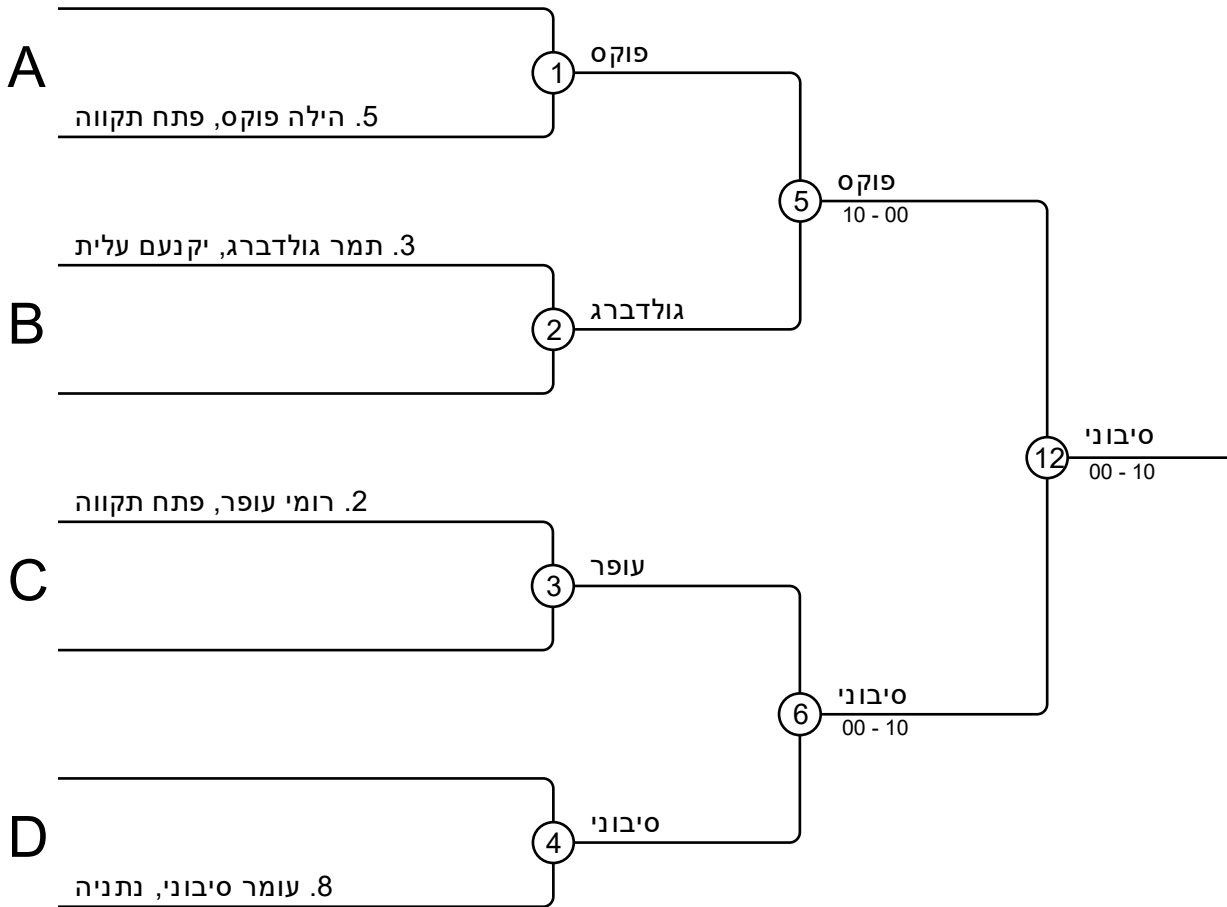 A
1
פוקס
5. הילה פוקס, פתח תקווה
5
פוקס
10 - 00
3. תמר גולדברג, יקנעם עלית
B
2
גולדברג
12
סיבוני
00 - 10
2. רומי עופר, פתח תקווה
C
3
עופר
6
סיבוני
00 - 10
D
4
סיבוני
8. עומר סיבוני, נתניה